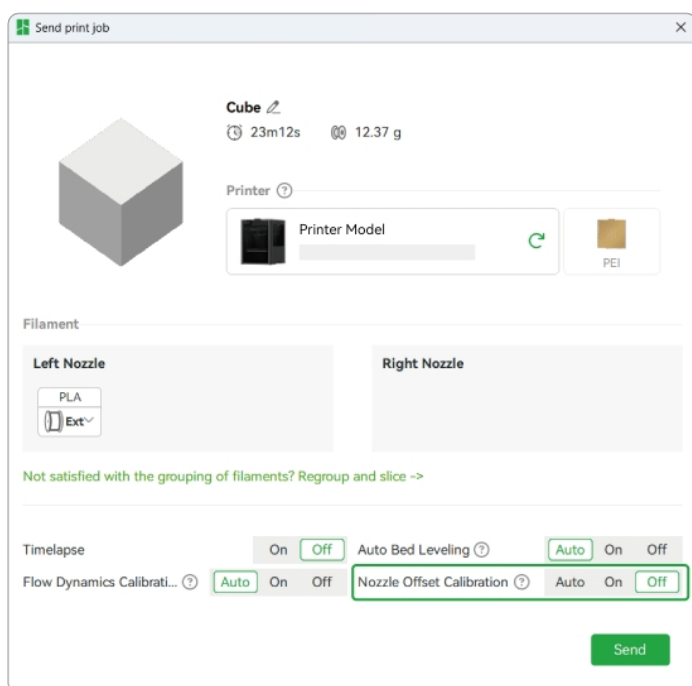 Send print job
Cube
23m12s 12.37 g
Printer
Printer Model
PEI
Filament
Left Nozzle
Right Nozzle
PLA
Ext
Not satisfied with the grouping of filaments? Regroup and slice ->
Timelapse On Off Auto Bed Leveling Auto On Off
Flow Dynamics Calibrati... Auto On Off Nozzle Offset Calibration Auto On Off
Send